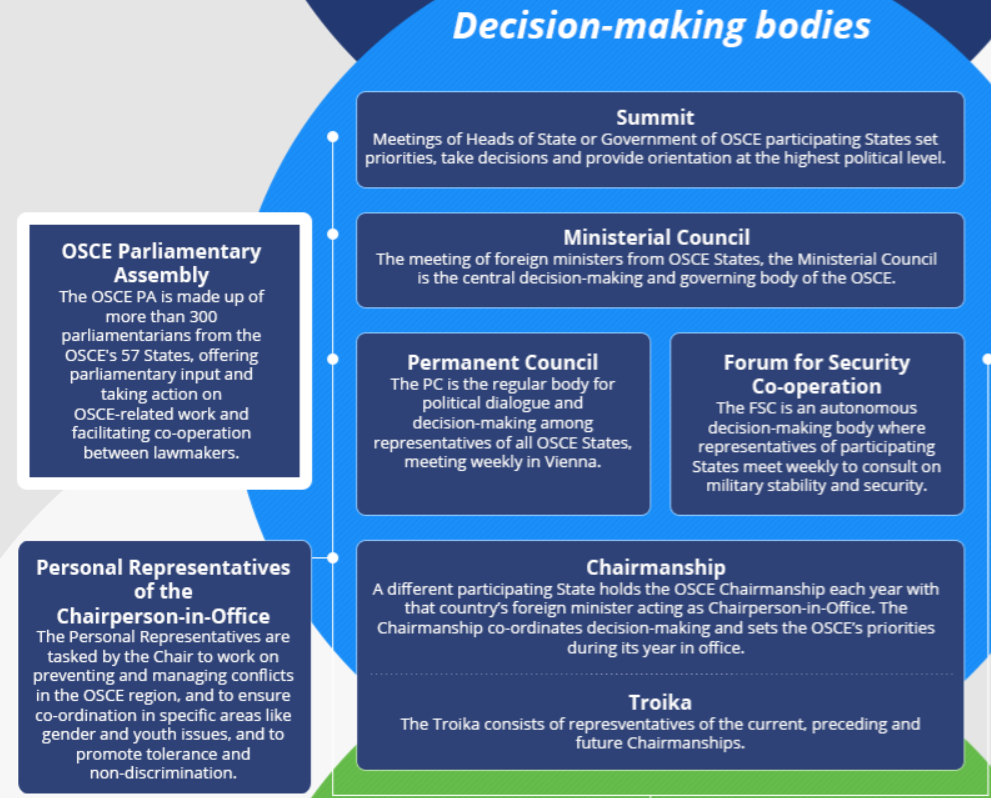 Decision-making bodies
Summit
Meetings of Heads of State or Government of OSCE participating States set
priorities, take decisions and provide orientation at the highest political level.
Ministerial Council
The meeting of foreign ministers from OSCE States, the Ministerial Council
is the central decision-making and governing body of the OSCE.
OSCE Parliamentary
Assembly
The OSCE PA is made up of
more than 300
parliamentarians from the
OSCE's 57 States, offering
parliamentary input and
taking action on
OSCE-related work and
facilitating co-operation
between lawmakers.
Permanent Council
The PC is the regular body for
political dialogue and
decision-making among
representatives of all OSCE States,
meeting weekly in Vienna.
Forum for Security
Co-operation
The FSC is an autonomous
decision-making body where
representatives of participating
States meet weekly to consult on
military stability and security.
Personal Representatives
of the
Chairperson-in-Office
The Personal Representatives are
tasked by the Chair to work on
preventing and managing conflicts
in the OSCE region, and to ensure
co-ordination in specific areas like
gender and youth issues, and to
promote tolerance and
non-discrimination.
Chairmanship
A different participating State holds the OSCE Chairmanship each year with
that country's foreign minister acting as Chairperson-in-Office. The
Chairmanship co-ordinates decision-making and sets the OSCE's priorities
during its year in office.
Troika
The Troika consists of represventatives of the current, preceding and
future Chairmanships.